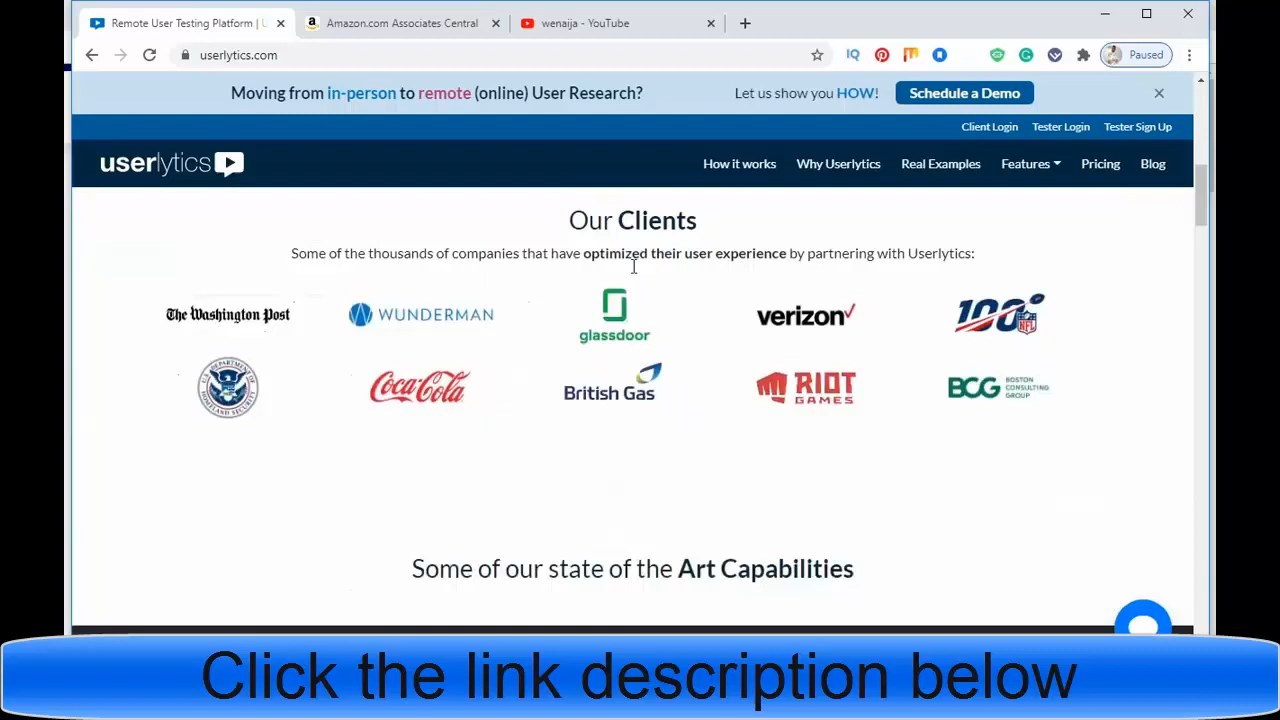 Remote User Testing Platform | U
Amazon.com Associates Central
wenaija - YouTube
userlytics.com
IQ
Paused
Moving from in-person to remote (online) User Research?
Let us show you HOW!
Schedule a Demo
Client Login
Tester Login
Tester Sign Up
userlytics
How it works
Why Userlytics
Real Examples
Features
Pricing
Blog
Our Clients
Some of the thousands of companies that have optimized their user experience by partnering with Userlytics:
The Washington Post
WUNDERMAN
glassdoor
verizon
100
NFL
Coca-Cola
British Gas
RIOT
GAMES
BCG
BOSTON
CONSULTING
GROUP
Some of our state of the Art Capabilities
Click the link description below